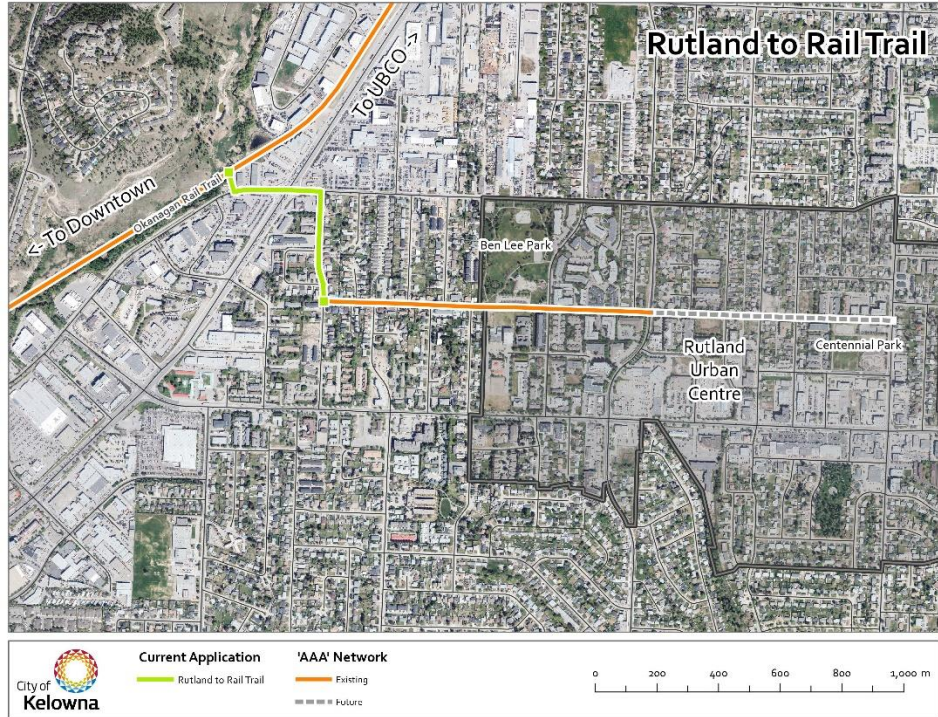 Rutland to Rail Trail
To UBCO ->
<- To Downtown
Okanagan Rail Trail
Ben Lee Park
Rutland
Urban
Centre
Centennial Park
City of
Kelowna
Current Application
Rutland to Rail Trail
'AAA' Network
Existing
Future
0 200 400 600 800 1,000 m